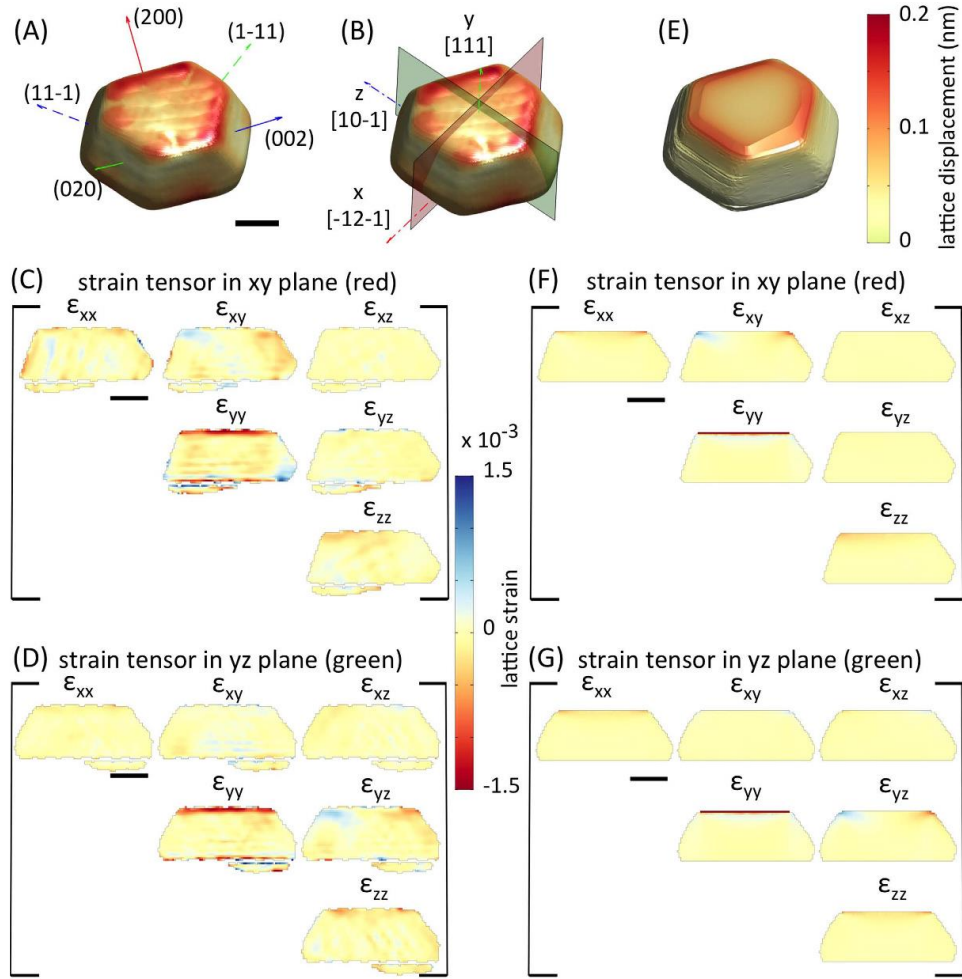 (A)
(200)
(1-11)
(11-1)
(002)
(020)
(B)
y
[111]
z
[10-1]
x
[-12-1]
(E)
0.2
0.1
0
lattice displacement (nm)
(C) strain tensor in xy plane (red)
εxx εxy εxz
εyy εyz
εzz
x 10-3
1.5
0
-1.5
lattice strain
(D) strain tensor in yz plane (green)
εxx εxy εxz
εyy εyz
εzz
(F) strain tensor in xy plane (red)
εxx εxy εxz
εyy εyz
εzz
(G) strain tensor in yz plane (green)
εxx εxy εxz
εyy εyz
εzz